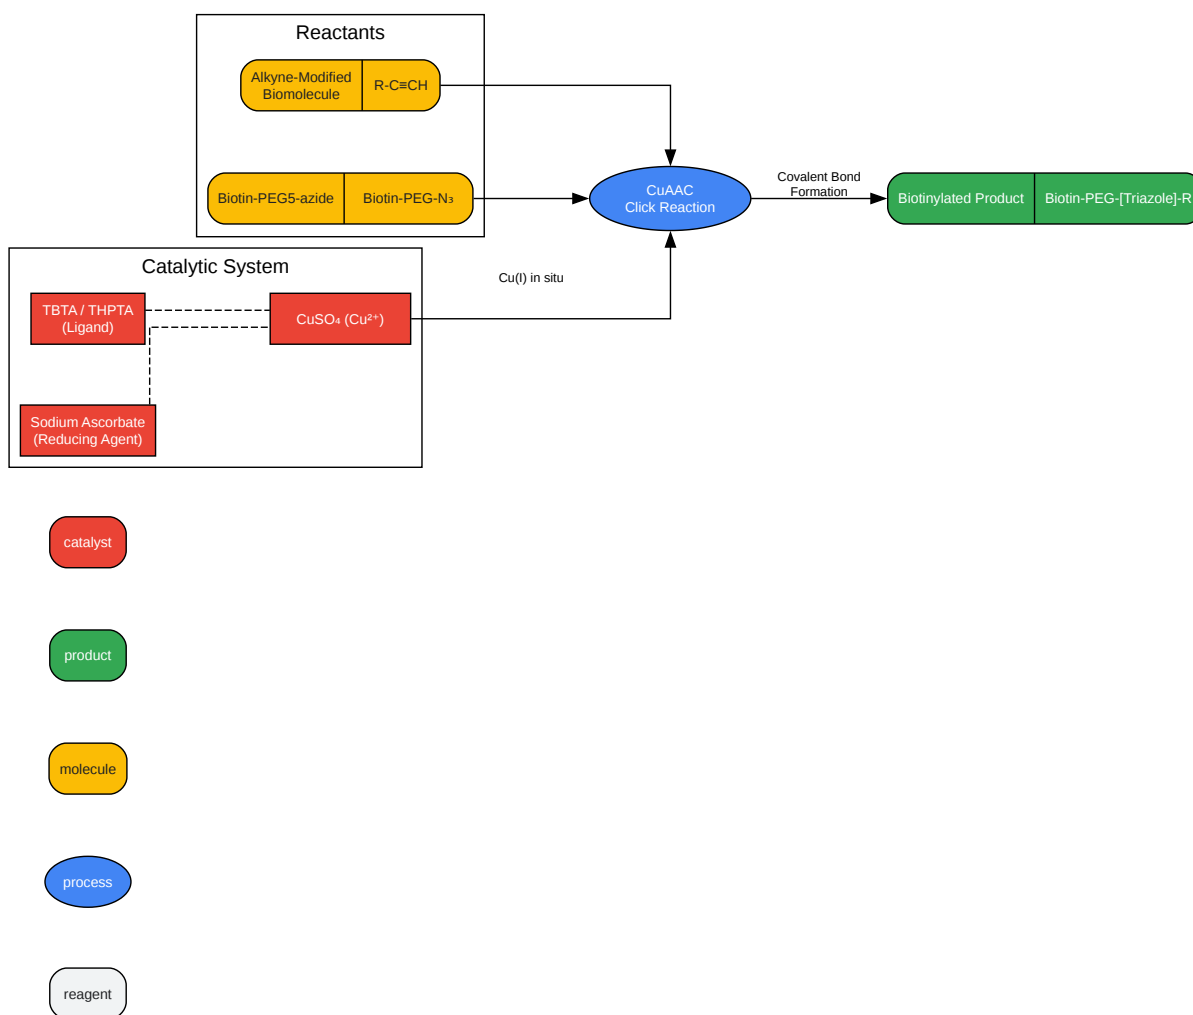 Reactants
Alkyne-Modified
Biomolecule
R-C≡CH
Biotin-PEG5-azide
Biotin-PEG-N₃
CuAAC
Click Reaction
Covalent Bond
Formation
Biotinylated Product
Biotin-PEG-[Triazole]-R
Catalytic System
Cu(I) in situ
TBTA / THPTA
(Ligand)
CuSO₄ (Cu²⁺)
Sodium Ascorbate
(Reducing Agent)
catalyst
product
molecule
process
reagent